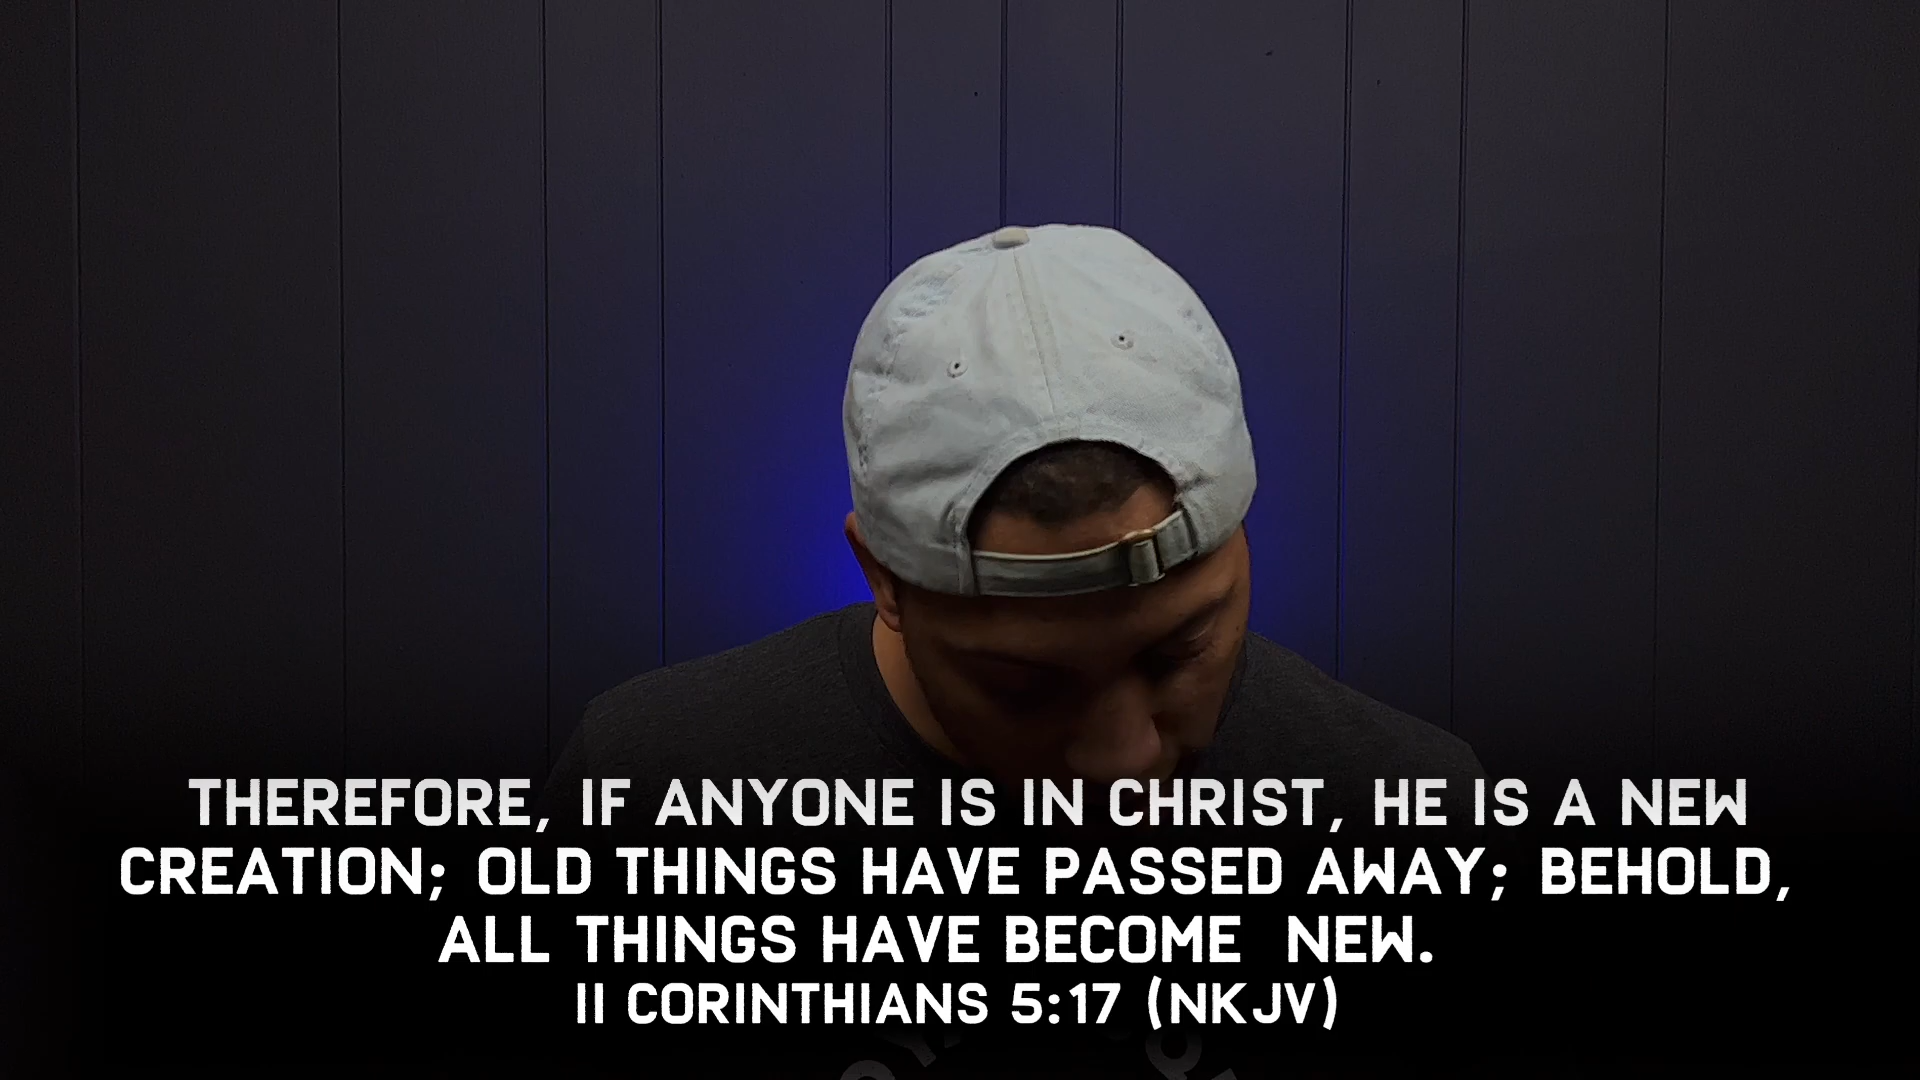 THEREFORE, IF ANYONE IS IN CHRIST, HE IS A NEW
CREATION; OLD THINGS HAVE PASSED AWAY; BEHOLD,
ALL THINGS HAVE BECOME NEW.
II CORINTHIANS 5:17 (NKJV)